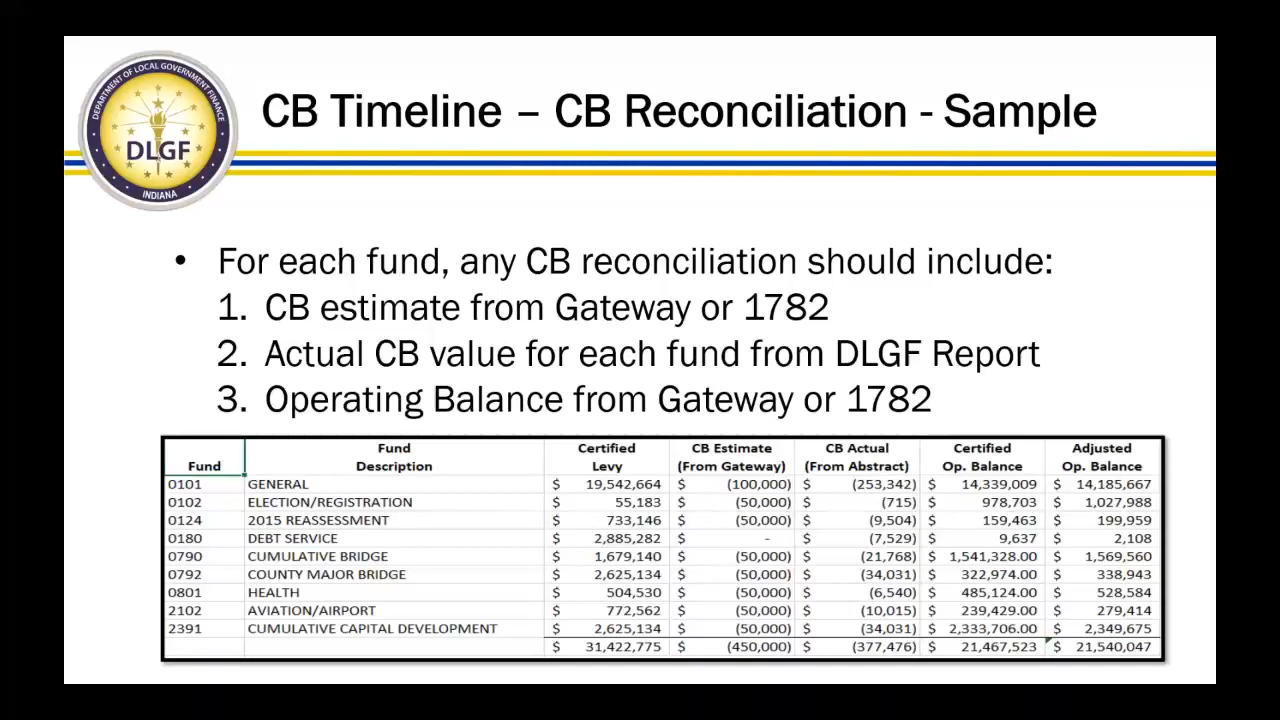 DEPARTMENT OF LOCAL GOVERNMENT FINANCE
DLGF
INDIANA
CB Timeline – CB Reconciliation - Sample
• For each fund, any CB reconciliation should include:
1. CB estimate from Gateway or 1782
2. Actual CB value for each fund from DLGF Report
3. Operating Balance from Gateway or 1782
Fund Certified CB Estimate CB Actual Certified Adjusted
Fund Description Levy (From Gateway) (From Abstract) Op. Balance Op. Balance
0101 GENERAL $ 19,542,664 $ (100,000) $ (253,342) $ 14,339,009 $ 14,185,667
0102 ELECTION/REGISTRATION $ 55,183 $ (50,000) $ (715) $ 978,703 $ 1,027,988
0124 2015 REASSESSMENT $ 733,146 $ (50,000) $ (9,504) $ 159,463 $ 199,959
0180 DEBT SERVICE $ 2,885,282 $ - $ (7,529) $ 9,637 $ 2,108
0790 CUMULATIVE BRIDGE $ 1,679,140 $ (50,000) $ (21,768) $ 1,541,328.00 $ 1,569,560
0792 COUNTY MAJOR BRIDGE $ 2,625,134 $ (50,000) $ (34,031) $ 322,974.00 $ 338,943
0801 HEALTH $ 504,530 $ (50,000) $ (6,540) $ 485,124.00 $ 528,584
2102 AVIATION/AIRPORT $ 772,562 $ (50,000) $ (10,015) $ 239,429.00 $ 279,414
2391 CUMULATIVE CAPITAL DEVELOPMENT $ 2,625,134 $ (50,000) $ (34,031) $ 2,333,706.00 $ 2,349,675
$ 31,422,775 $ (450,000) $ (377,476) $ 21,467,523 $ 21,540,047